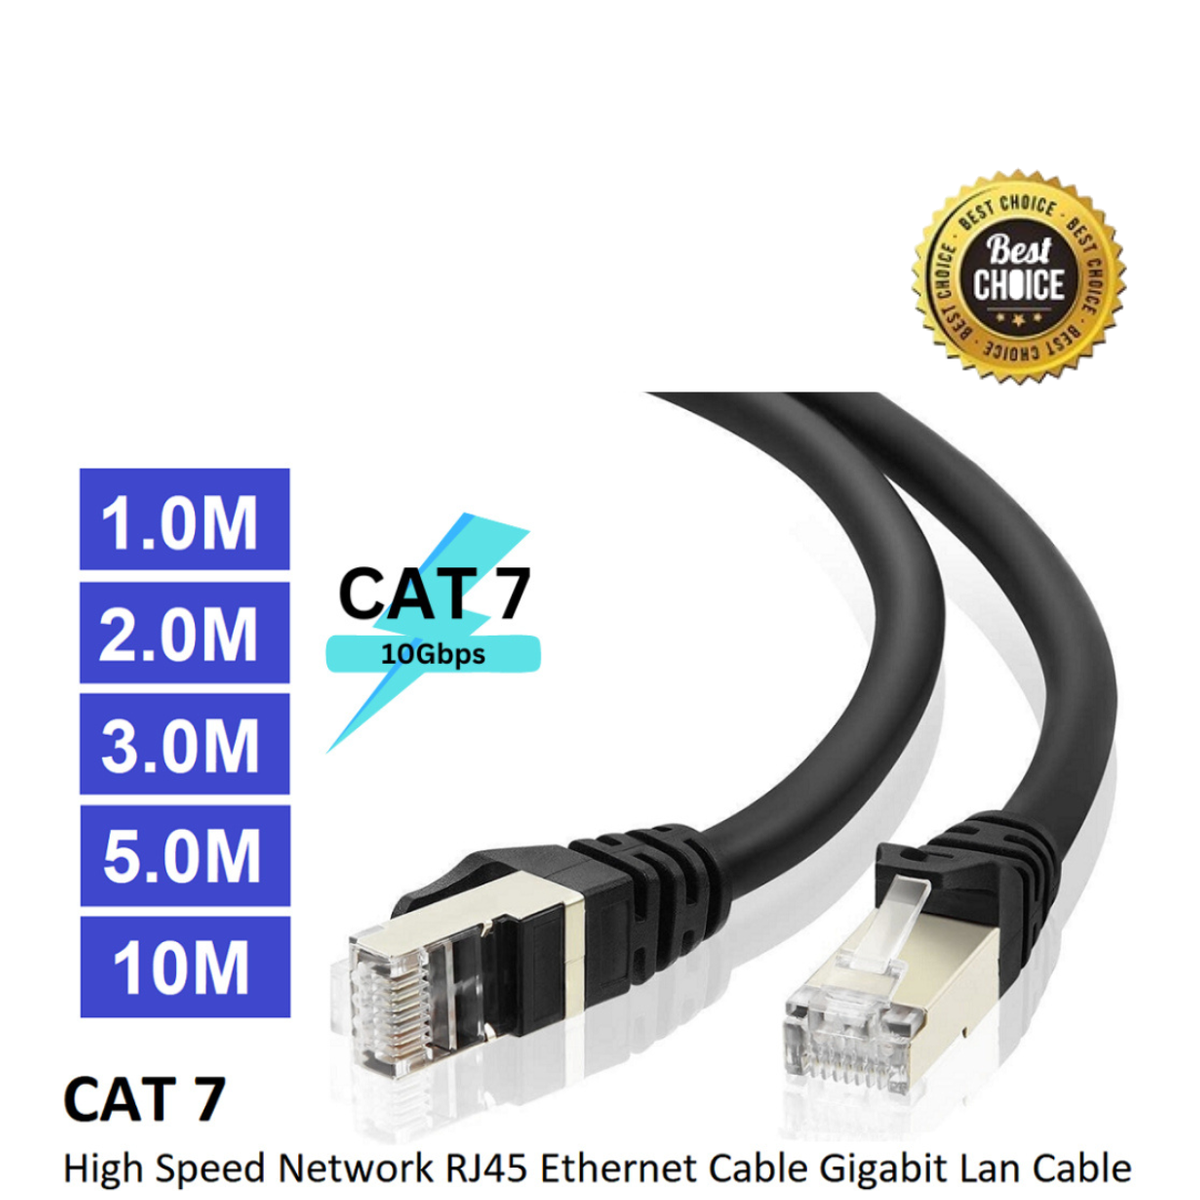 BEST CHOICE · BEST CHOICE · BEST CHOICE · BEST CHOICE ·
Best
CHOICE
1.0M
2.0M
3.0M
5.0M
10M
CAT 7
10Gbps
CAT 7
High Speed Network RJ45 Ethernet Cable Gigabit Lan Cable